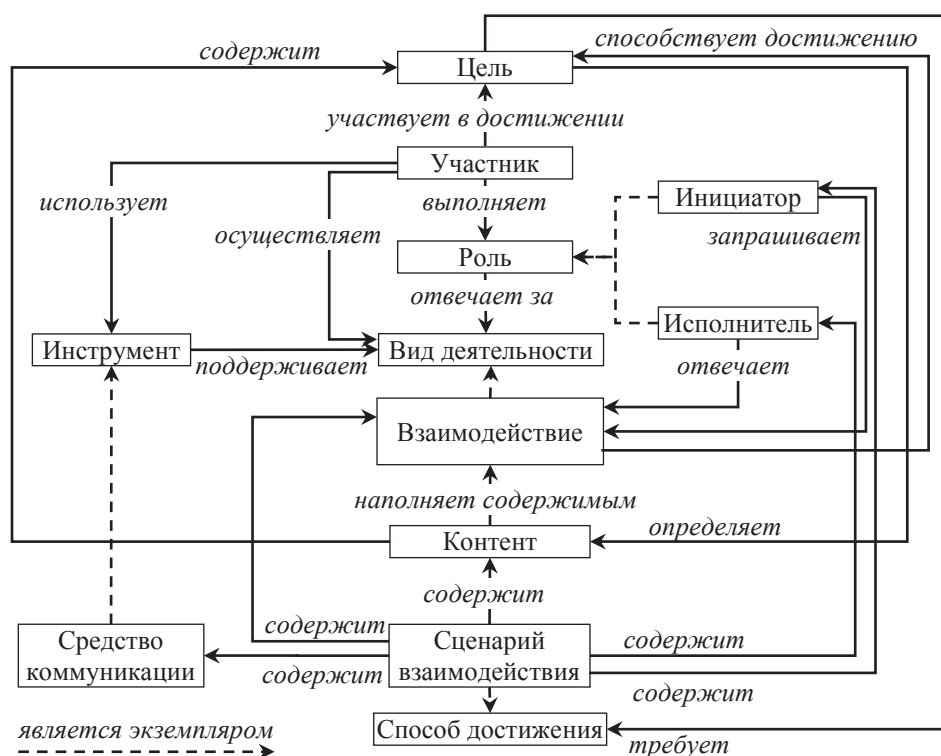 содержит
способствует достижению
Цель
участвует в достижении
Участник
использует
выполняет
Инициатор
осуществляет
запрашивает
Роль
отвечает за
Исполнитель
Инструмент
поддерживает
Вид деятельности
отвечает
Взаимодействие
наполняет содержимым
Контент
определяет
содержит
Средство
коммуникации
содержит
содержит
Сценарий
взаимодействия
содержит
содержит
является экземпляром
Способ достижения
требует